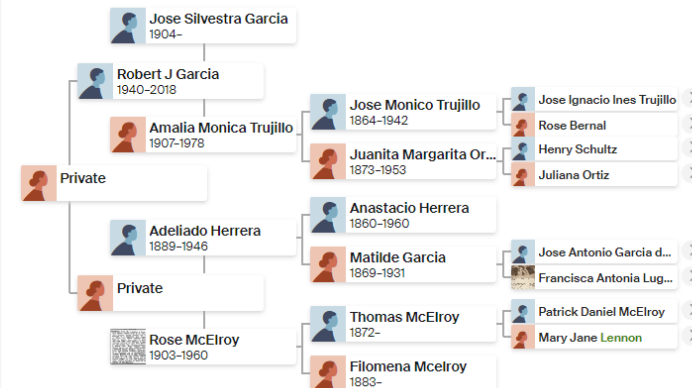 Jose Silvestra Garcia
1904–
Robert J Garcia
1940–2018
Amalia Monica Trujillo
1907–1978
Jose Monico Trujillo
1864–1942
Jose Ignacio Ines Trujillo
Rose Bernal
Juanita Margarita Or...
1873–1953
Henry Schultz
Juliana Ortiz
Private
Adeliado Herrera
1889–1946
Anastacio Herrera
1860–1960
Matilde Garcia
1869–1931
Jose Antonio Garcia d...
Francisca Antonia Lug...
Private
Rose McElroy
1903–1960
Thomas McElroy
1872–
Patrick Daniel McElroy
Mary Jane Lennon
Filomena Mcelroy
1883–